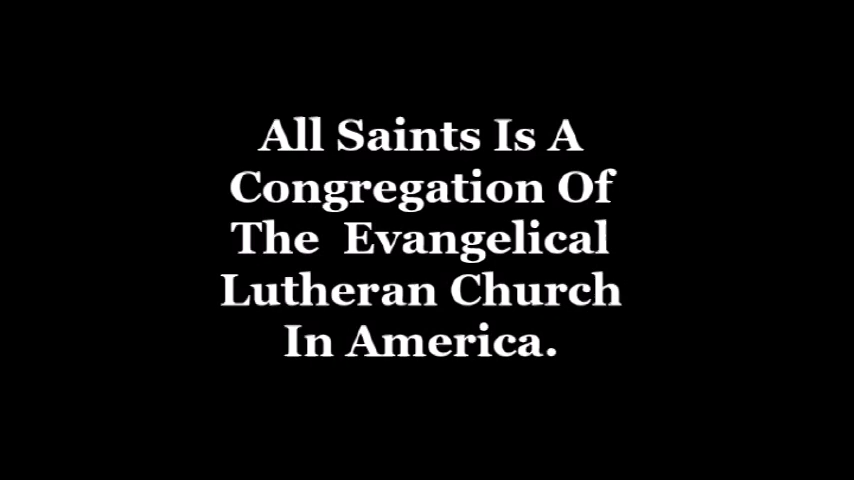 All Saints Is A
Congregation Of
The  Evangelical
Lutheran Church
In America.